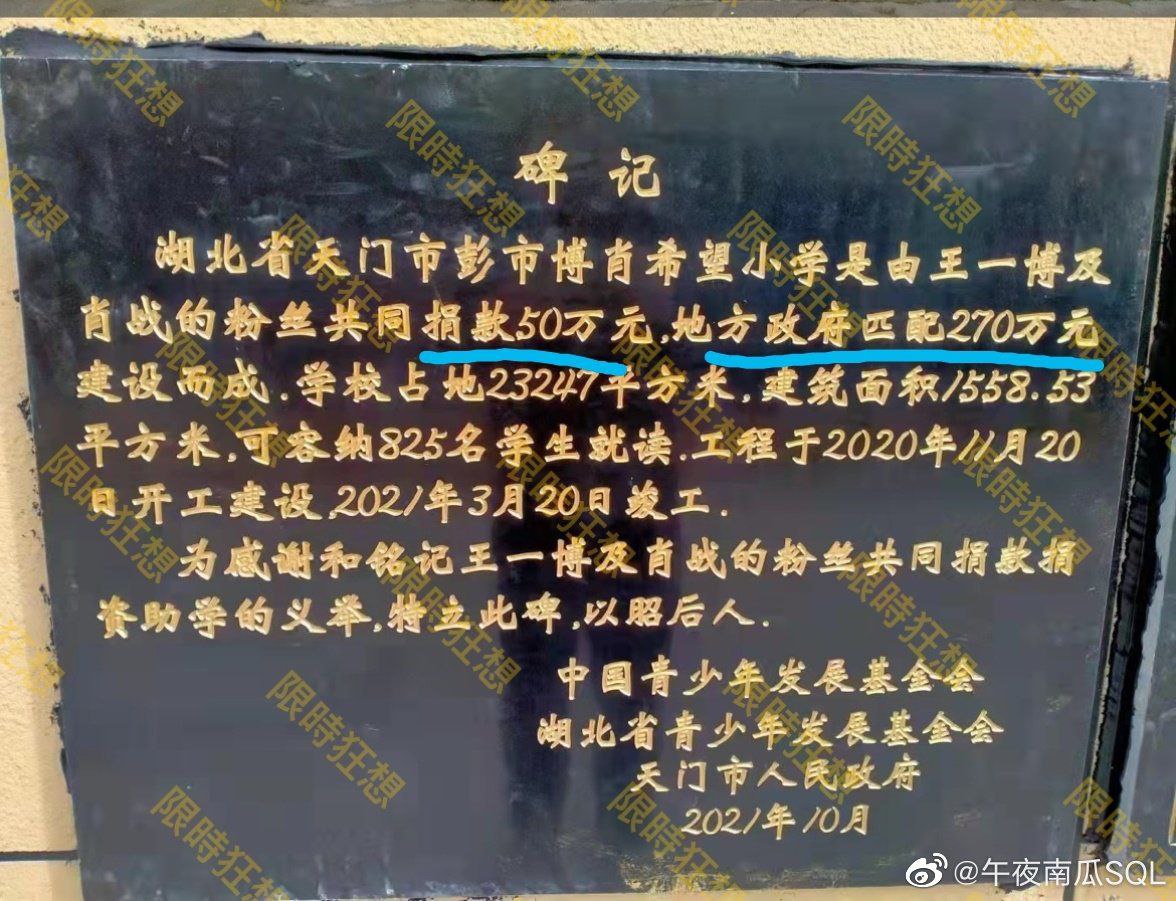 碑记
湖北省天门市彭市博肖希望小学是由王一博及
肖战的粉丝共同捐款50万元,地方政府匹配270万元
建设而成.学校占地23247平方米,建筑面积1558.53
平方米,可容纳825名学生就读.工程于2020年11月20
日开工建设,2021年3月20日竣工.
为感谢和铭记王一博及肖战的粉丝共同捐款捐
资助学的义举,特立此碑,以昭后人.
中国青少年发展基金会
湖北省青少年发展基金会
天门市人民政府
2021年10月
限時狂想
@午夜南瓜SQL